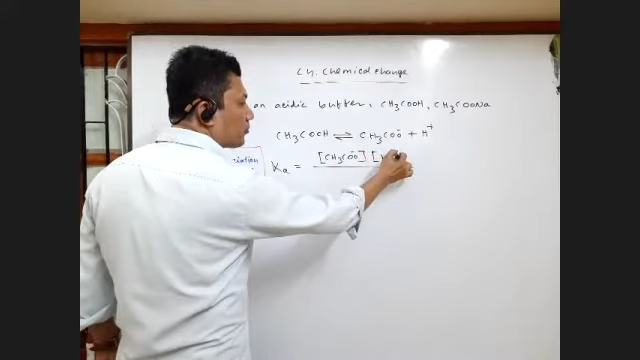 Ch. Chemical change
an acidic buffer, CH3COOH, CH3COONa
CH3COOH ⇌ CH3COO⁻ + H⁺
Ka = [CH3COO⁻] [